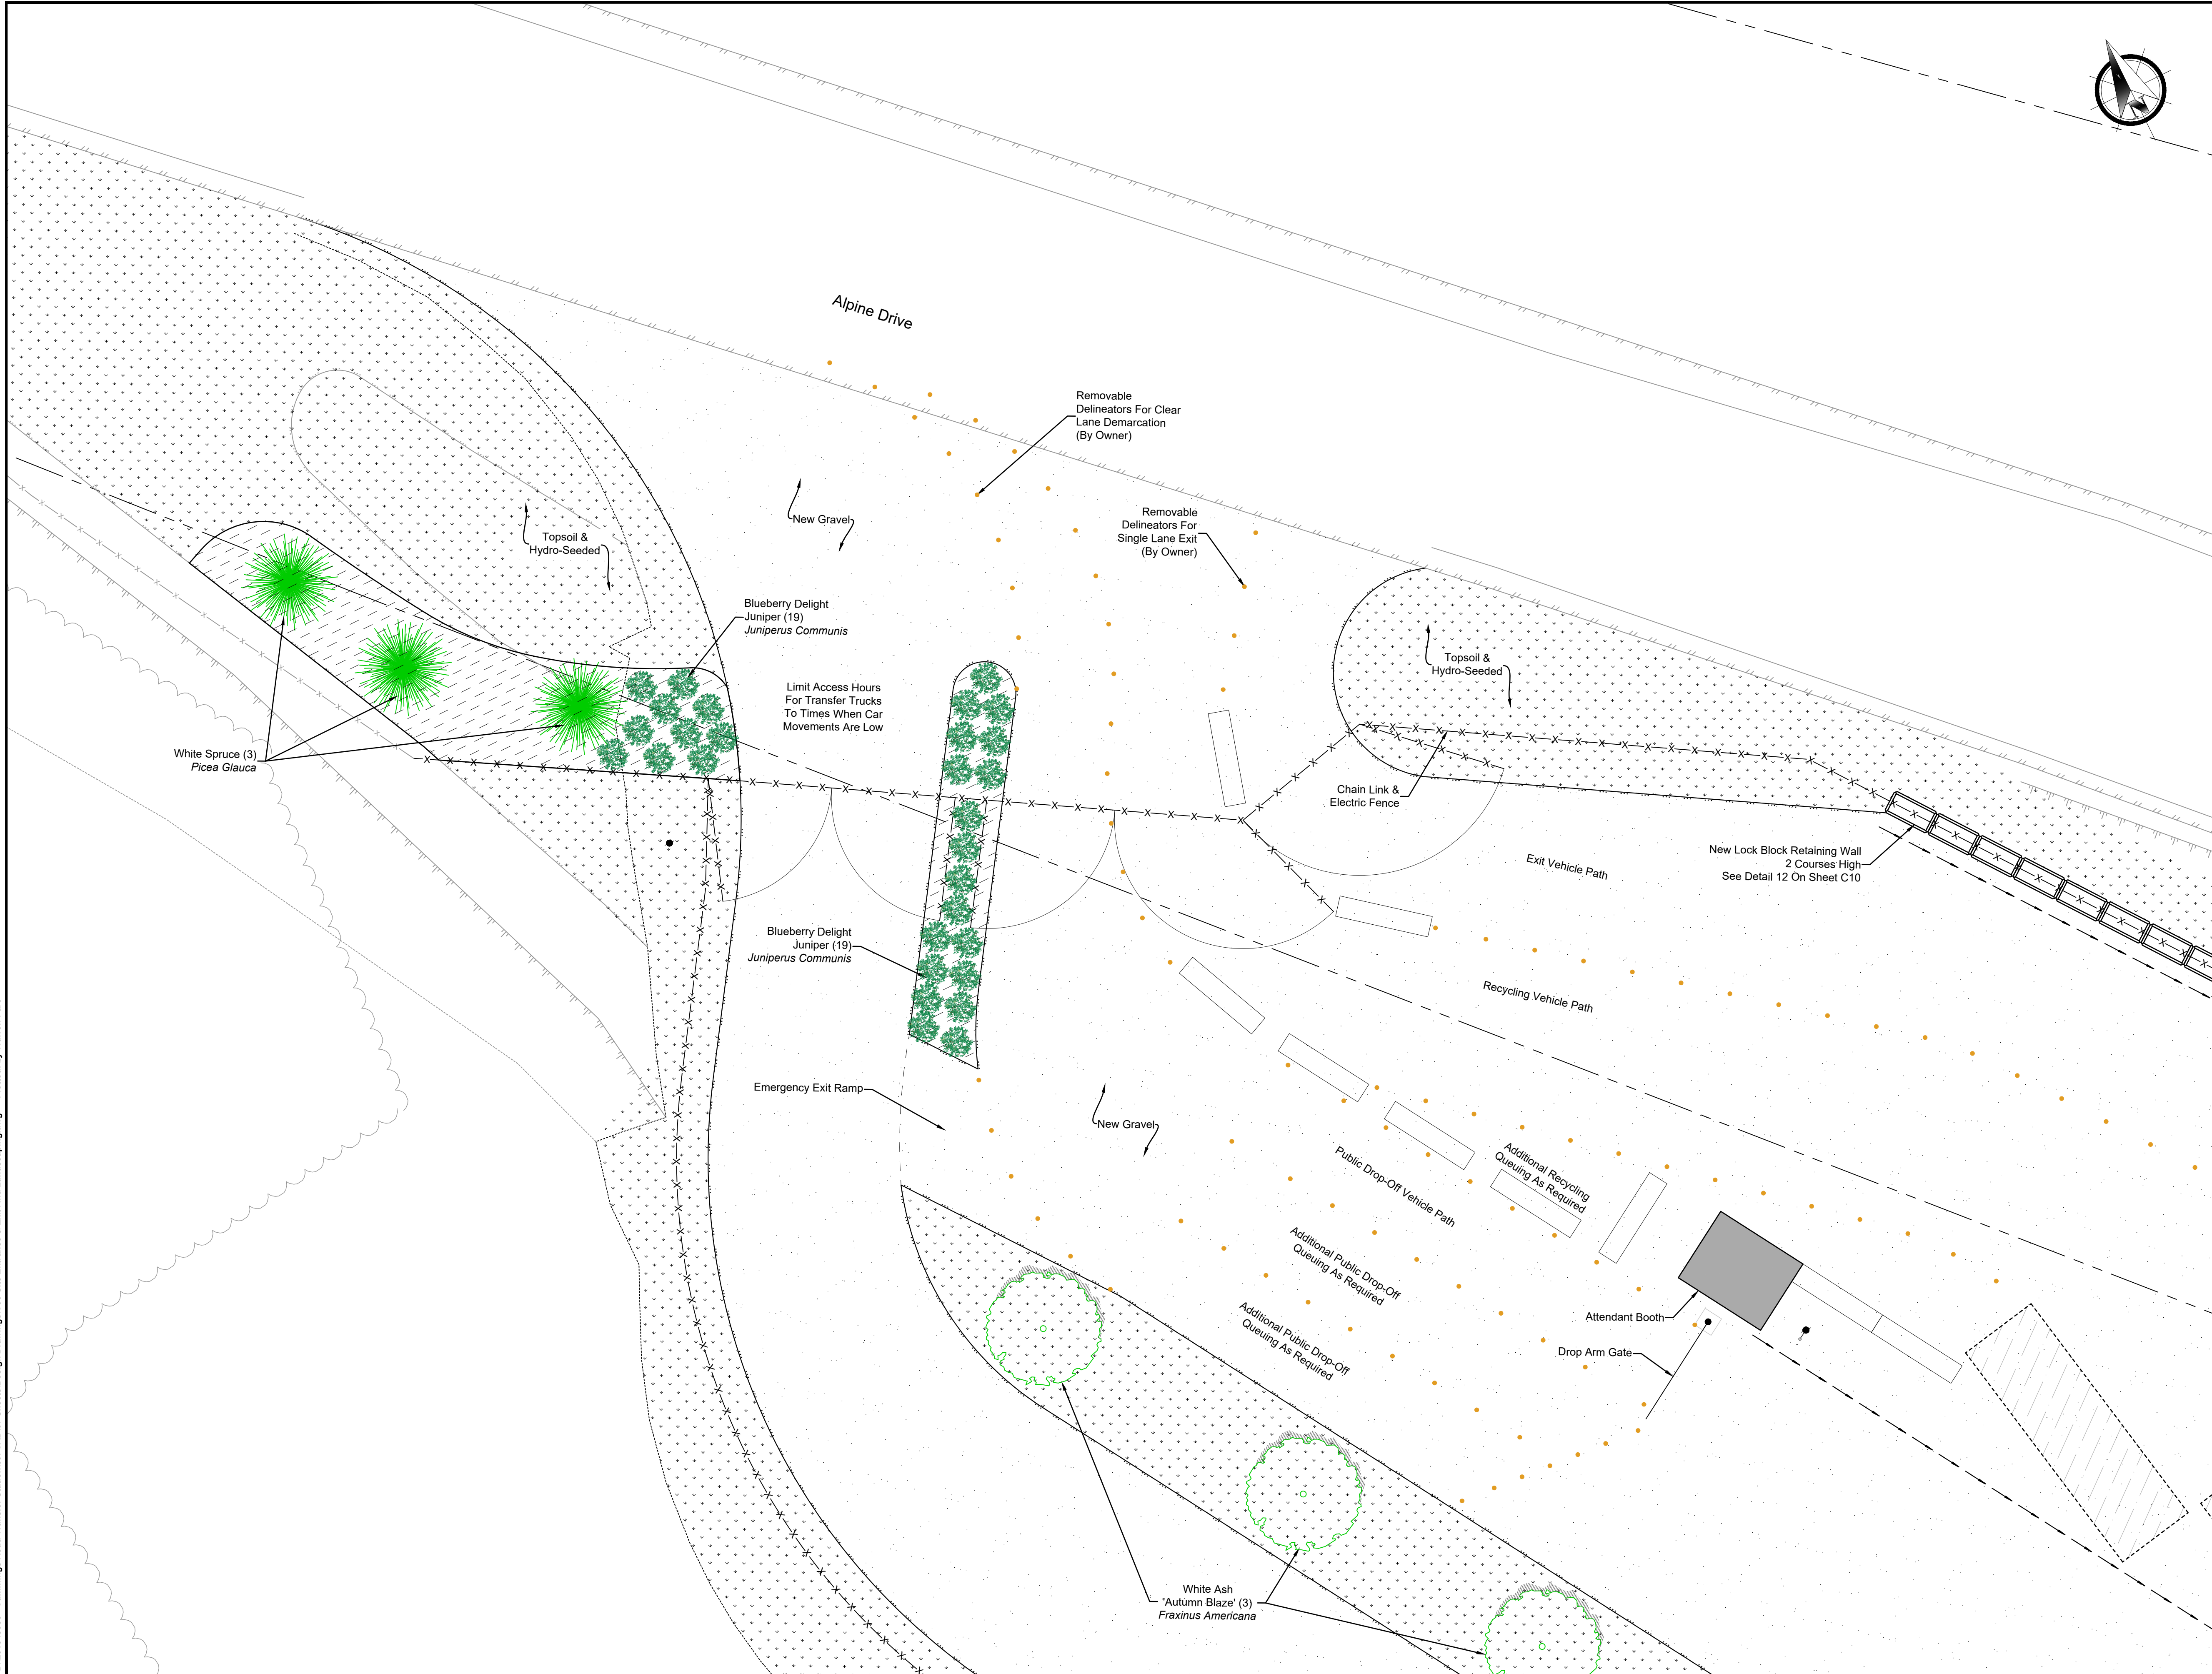 Alpine Drive
Removable
Delineators For Clear
Lane Demarcation
(By Owner)
New Gravel
Removable
Delineators For
Single Lane Exit
(By Owner)
Topsoil &
Hydro-Seeded
Blueberry Delight
Juniper (19)
Juniperus Communis
Topsoil &
Hydro-Seeded
Limit Access Hours
For Transfer Trucks
To Times When Car
Movements Are Low
White Spruce (3)
Picea Glauca
Chain Link &
Electric Fence
New Lock Block Retaining Wall
2 Courses High
See Detail 12 On Sheet C10
Exit Vehicle Path
Blueberry Delight
Juniper (19)
Juniperus Communis
Recycling Vehicle Path
Emergency Exit Ramp
New Gravel
Additional Recycling
Queuing As Required
Public Drop-Off Vehicle Path
Additional Public Drop-Off
Queuing As Required
Additional Public Drop-Off
Queuing As Required
Attendant Booth
Drop Arm Gate
White Ash
'Autumn Blaze' (3)
Fraxinus Americana